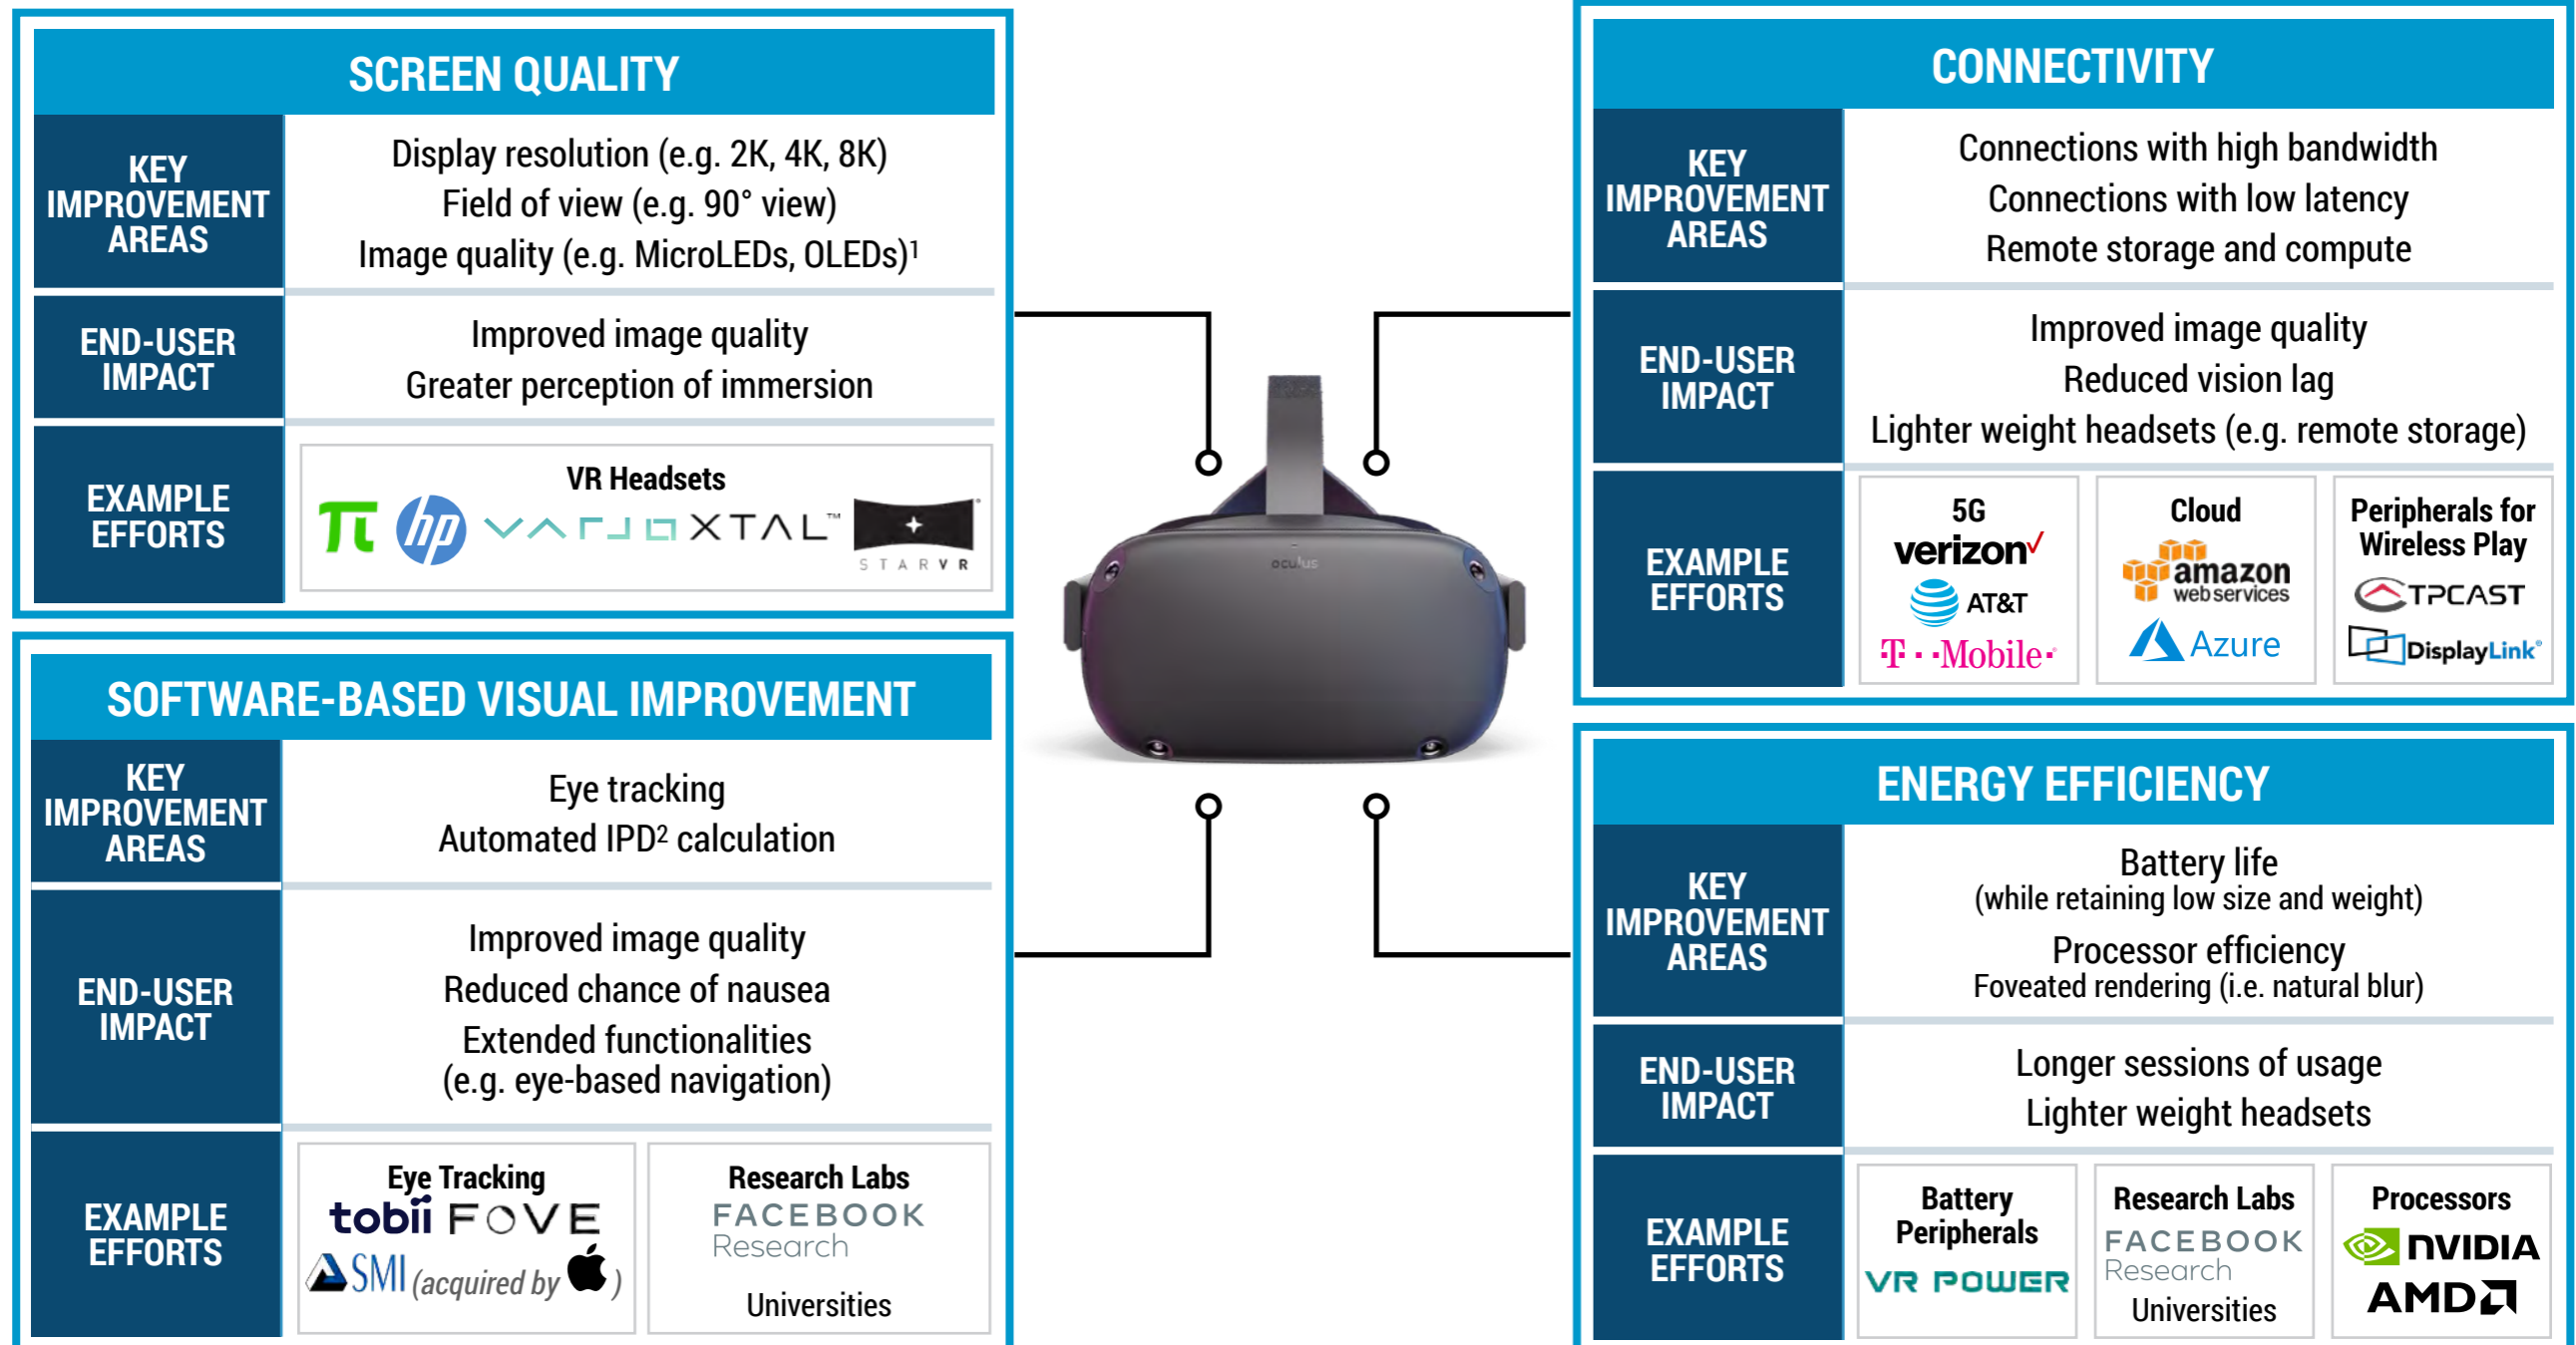 SCREEN QUALITY
KEY
IMPROVEMENT
AREAS
Display resolution (e.g. 2K, 4K, 8K)
Field of view (e.g. 90° view)
Image quality (e.g. MicroLEDs, OLEDs)¹
END-USER
IMPACT
Improved image quality
Greater perception of immersion
EXAMPLE
EFFORTS
VR Headsets
hp
VARJO
XTAL™
STARVR
SOFTWARE-BASED VISUAL IMPROVEMENT
KEY
IMPROVEMENT
AREAS
Eye tracking
Automated IPD² calculation
END-USER
IMPACT
Improved image quality
Reduced chance of nausea
Extended functionalities
(e.g. eye-based navigation)
EXAMPLE
EFFORTS
Eye Tracking
tobii FOVE
SMI (acquired by )
Research Labs
FACEBOOK
Research
Universities
oculus
CONNECTIVITY
KEY
IMPROVEMENT
AREAS
Connections with high bandwidth
Connections with low latency
Remote storage and compute
END-USER
IMPACT
Improved image quality
Reduced vision lag
Lighter weight headsets (e.g. remote storage)
EXAMPLE
EFFORTS
5G
verizon
AT&T
T-Mobile
Cloud
amazon
web services
Azure
Peripherals for
Wireless Play
TPCAST
DisplayLink®
ENERGY EFFICIENCY
KEY
IMPROVEMENT
AREAS
Battery life
(while retaining low size and weight)
Processor efficiency
Foveated rendering (i.e. natural blur)
END-USER
IMPACT
Longer sessions of usage
Lighter weight headsets
EXAMPLE
EFFORTS
Battery
Peripherals
VR POWER
Research Labs
FACEBOOK
Research
Universities
Processors
NVIDIA
AMD